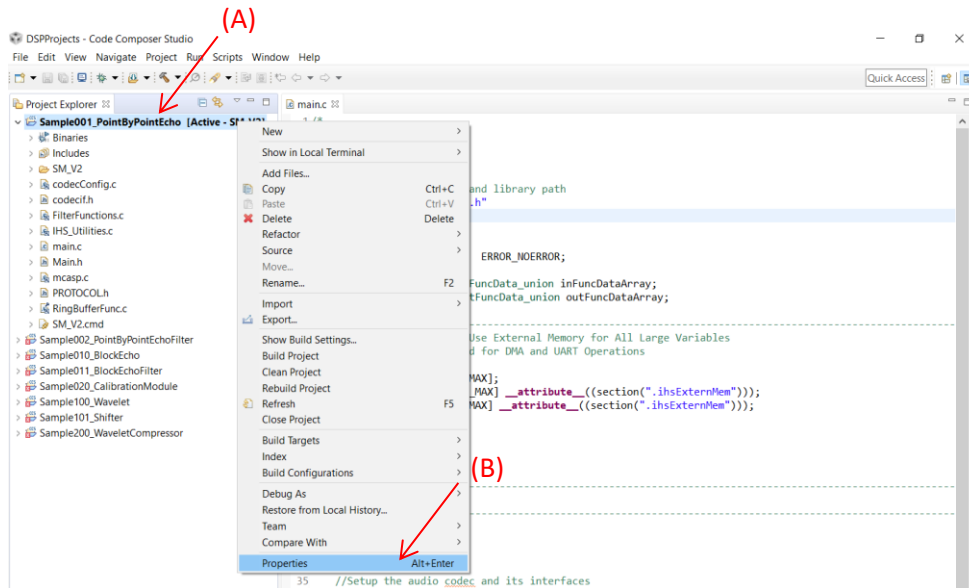 (A)
DSPProjects - Code Composer Studio
File Edit View Navigate Project Run Scripts Window Help
Quick Access
Project Explorer
main.c
Sample001_PointByPointEcho [Active - SM_V2]
Binaries
Includes
SM_V2
codecConfig.c
codecif.h
FilterFunctions.c
IHS_Utilities.c
main.c
Main.h
mcasp.c
PROTOCOL.h
RingBufferFunc.c
SM_V2.cmd
Sample002_PointByPointEchoFilter
Sample010_BlockEcho
Sample011_BlockEchoFilter
Sample020_CalibrationModule
Sample100_Wavelet
Sample101_Shifter
Sample200_WaveletCompressor
New
Show in Local Terminal
Add Files...
Copy Ctrl+C
Paste Ctrl+V
Delete Delete
Refactor
Source
Move...
Rename... F2
Import
Export...
Show Build Settings...
Build Project
Clean Project
Rebuild Project
Refresh F5
Close Project
Build Targets
Index
Build Configurations
Debug As
Restore from Local History...
Team
Compare With
Properties Alt+Enter
1 /*
and library path
.h"
ERROR_NOERROR;
FuncData_union inFuncDataArray;
tFuncData_union outFuncDataArray;
Use External Memory for All Large Variables
d for DMA and UART Operations
MAX];
_MAX] __attribute__((section(".ihsExternMem")));
MAX] __attribute__((section(".ihsExternMem")));
(B)
35 //Setup the audio codec and its interfaces